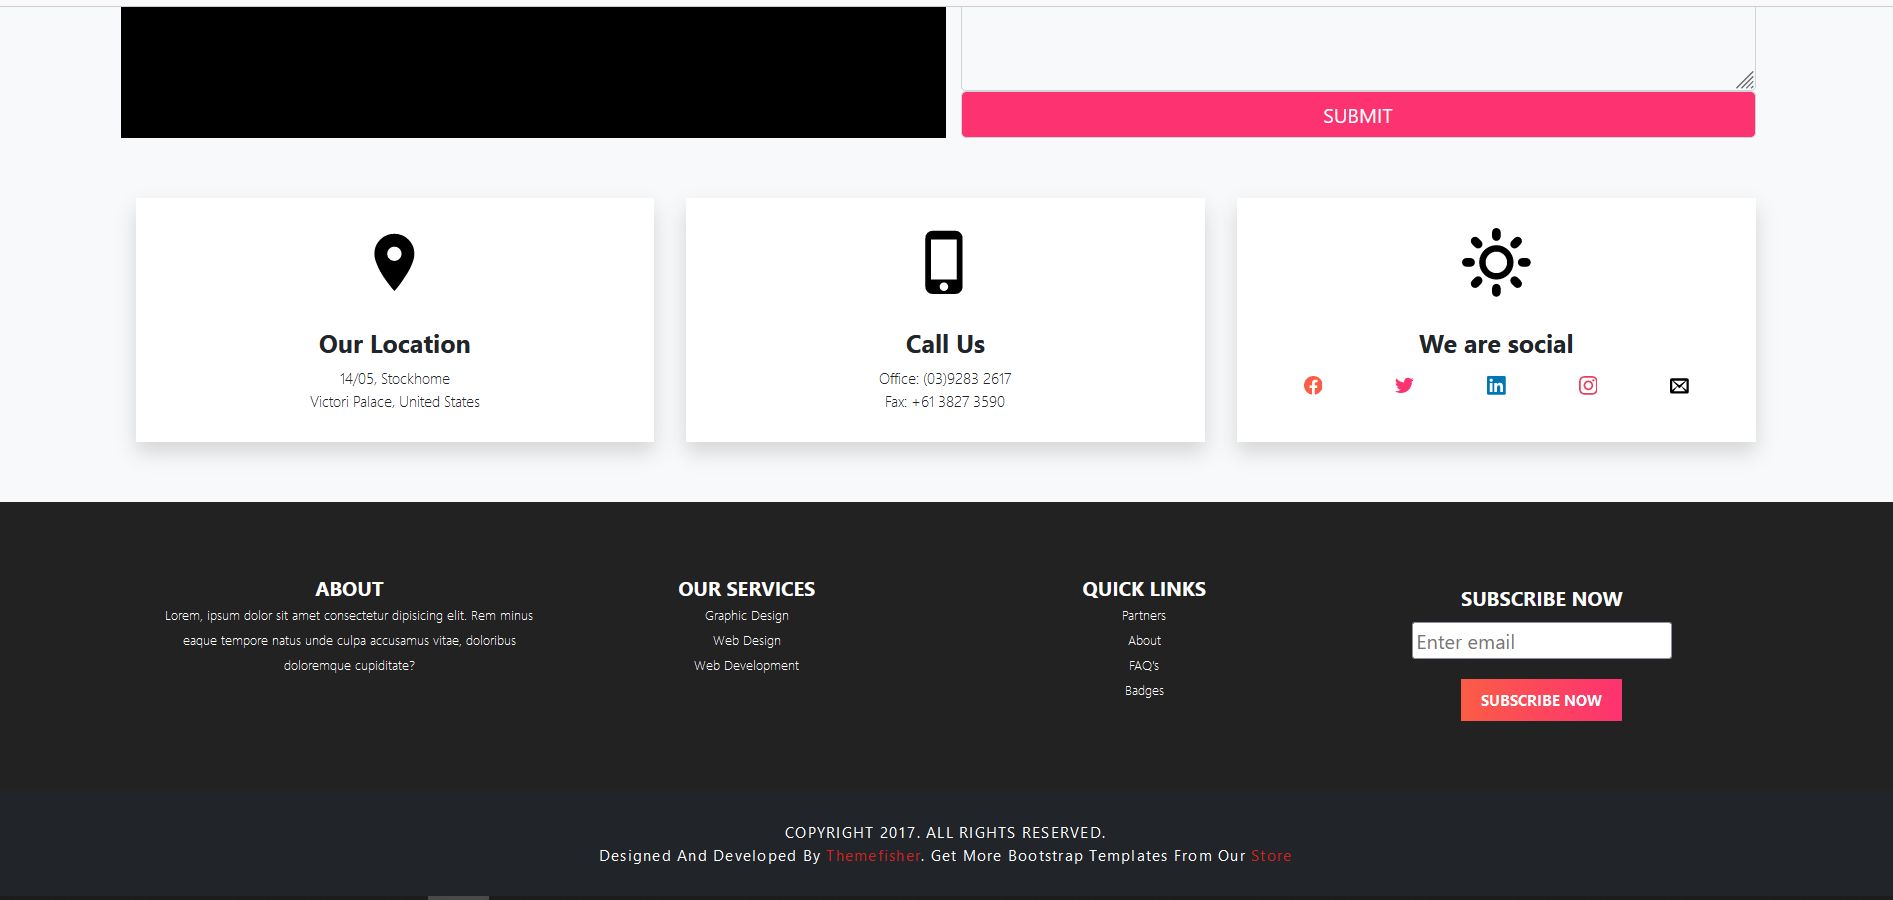 SUBMIT
Our Location
14/05, Stockhome
Victori Palace, United States
Call Us
Office: (03)9283 2617
Fax: +61 3827 3590
We are social
ABOUT
Lorem, ipsum dolor sit amet consectetur dipisicing elit. Rem minus
eaque tempore natus unde culpa accusamus vitae, doloribus
doloremque cupiditate?
OUR SERVICES
Graphic Design
Web Design
Web Development
QUICK LINKS
Partners
About
FAQ's
Badges
SUBSCRIBE NOW
Enter email
SUBSCRIBE NOW
COPYRIGHT 2017. ALL RIGHTS RESERVED.
Designed And Developed By Themefisher. Get More Bootstrap Templates From Our Store